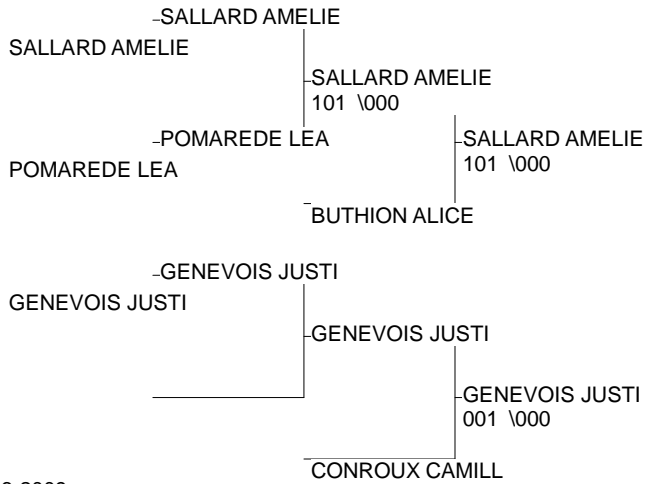 SALLARD AMELIE
SALLARD AMELIE
SALLARD AMELIE
101 \000
POMAREDE LEA
SALLARD AMELIE
101 \000
POMAREDE LEA
BUTHION ALICE
GENEVOIS JUSTI
GENEVOIS JUSTI
GENEVOIS JUSTI
GENEVOIS JUSTI
001 \000
CONROUX CAMILL